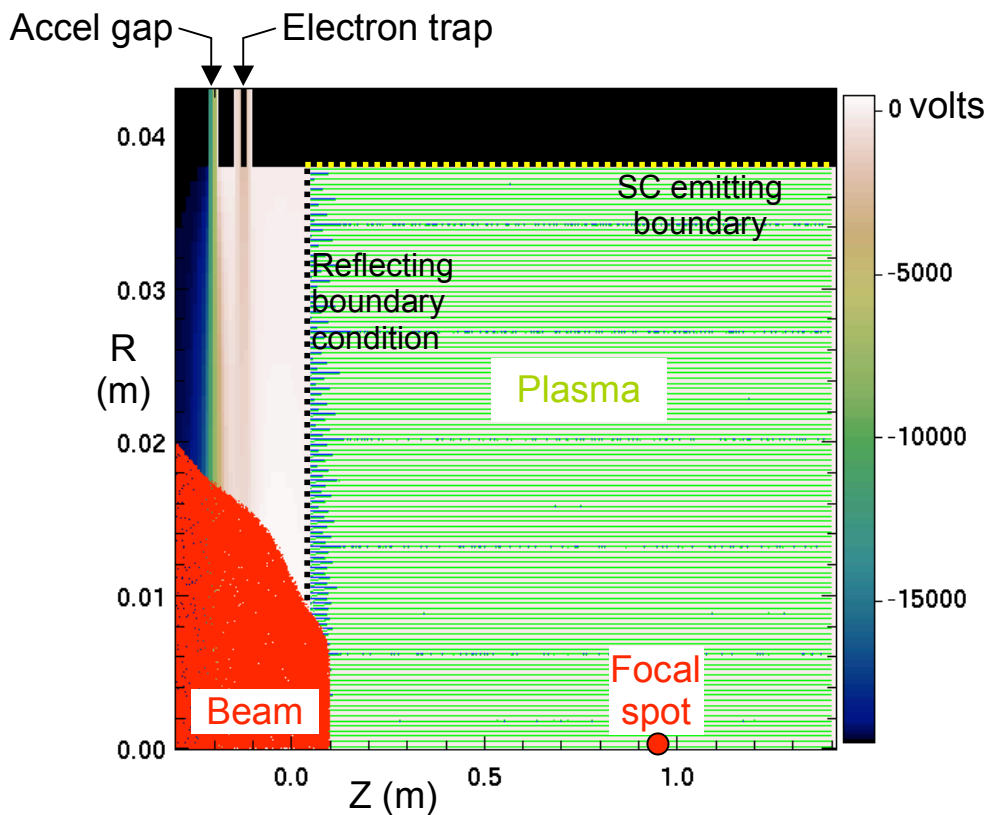 Accel gap
Electron trap
0 volts
0.04
SC emitting
boundary
-5000
Reflecting
boundary
condition
0.03
R
(m)
Plasma
0.02
-10000
0.01
-15000
Focal
spot
Beam
0.00
0.0
0.5
1.0
Z (m)